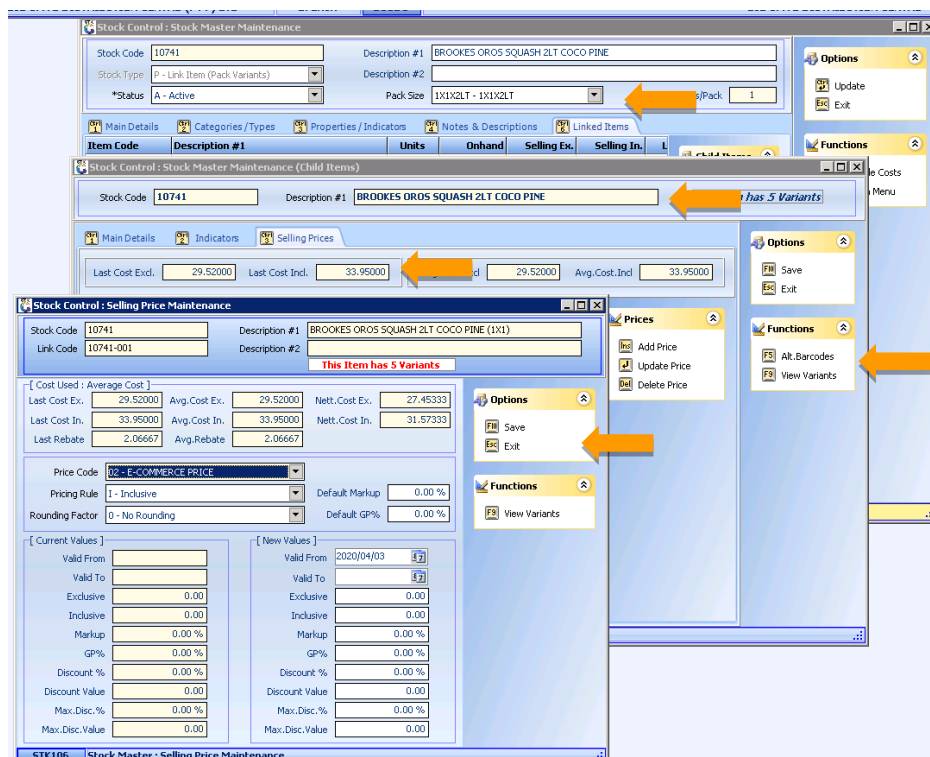 Stock Control : Stock Master Maintenance
Stock Code 10741 Description #1 BROOKES OROS SQUASH 2LT COCO PINE
Stock Type P - Link Item (Pack Variants) Description #2
*Status A - Active Pack Size 1X1X2LT - 1X1X2LT s/Pack 1
Options
Update
Esc Exit
Main Details Categories/Types Properties/Indicators Notes & Descriptions Linked Items
Item Code Description #1 Units Onhand Selling Ex. Selling In. L
Functions
le Costs
Menu
Stock Control : Stock Master Maintenance (Child Items)
Stock Code 10741 Description #1 BROOKES OROS SQUASH 2LT COCO PINE has 5 Variants
Main Details Indicators Selling Prices
Last Cost Excl. 29.52000 Last Cost Incl. 33.95000 29.52000 Avg.Cost.Incl 33.95000
Options
F10 Save
Esc Exit
Functions
F5 Alt.Barcodes
F9 View Variants
Prices
Ins Add Price
Update Price
Del Delete Price
Stock Control : Selling Price Maintenance
Stock Code 10741 Description #1 BROOKES OROS SQUASH 2LT COCO PINE (1X1)
Link Code 10741-001 Description #2
This Item has 5 Variants
[ Cost Used : Average Cost ]
Last Cost Ex. 29.52000 Avg.Cost Ex. 29.52000 Nett.Cost Ex. 27.45333
Last Cost In. 33.95000 Avg.Cost In. 33.95000 Nett.Cost In. 31.57333
Last Rebate 2.06667 Avg.Rebate 2.06667
Options
F10 Save
Esc Exit
Price Code 02 - E-COMMERCE PRICE
Pricing Rule I - Inclusive Default Markup 0.00 %
Rounding Factor 0 - No Rounding Default GP% 0.00 %
Functions
F9 View Variants
[ Current Values ] [ New Values ]
Valid From Valid From 2020/04/03
Valid To Valid To
Exclusive 0.00 Exclusive 0.00
Inclusive 0.00 Inclusive 0.00
Markup 0.00 % Markup 0.00 %
GP% 0.00 % GP% 0.00 %
Discount % 0.00 % Discount % 0.00 %
Discount Value 0.00 Discount Value 0.00
Max.Disc.% 0.00 % Max.Disc.% 0.00 %
Max.Disc.Value 0.00 Max.Disc.Value 0.00
STK106 Stock Master : Selling Price Maintenance